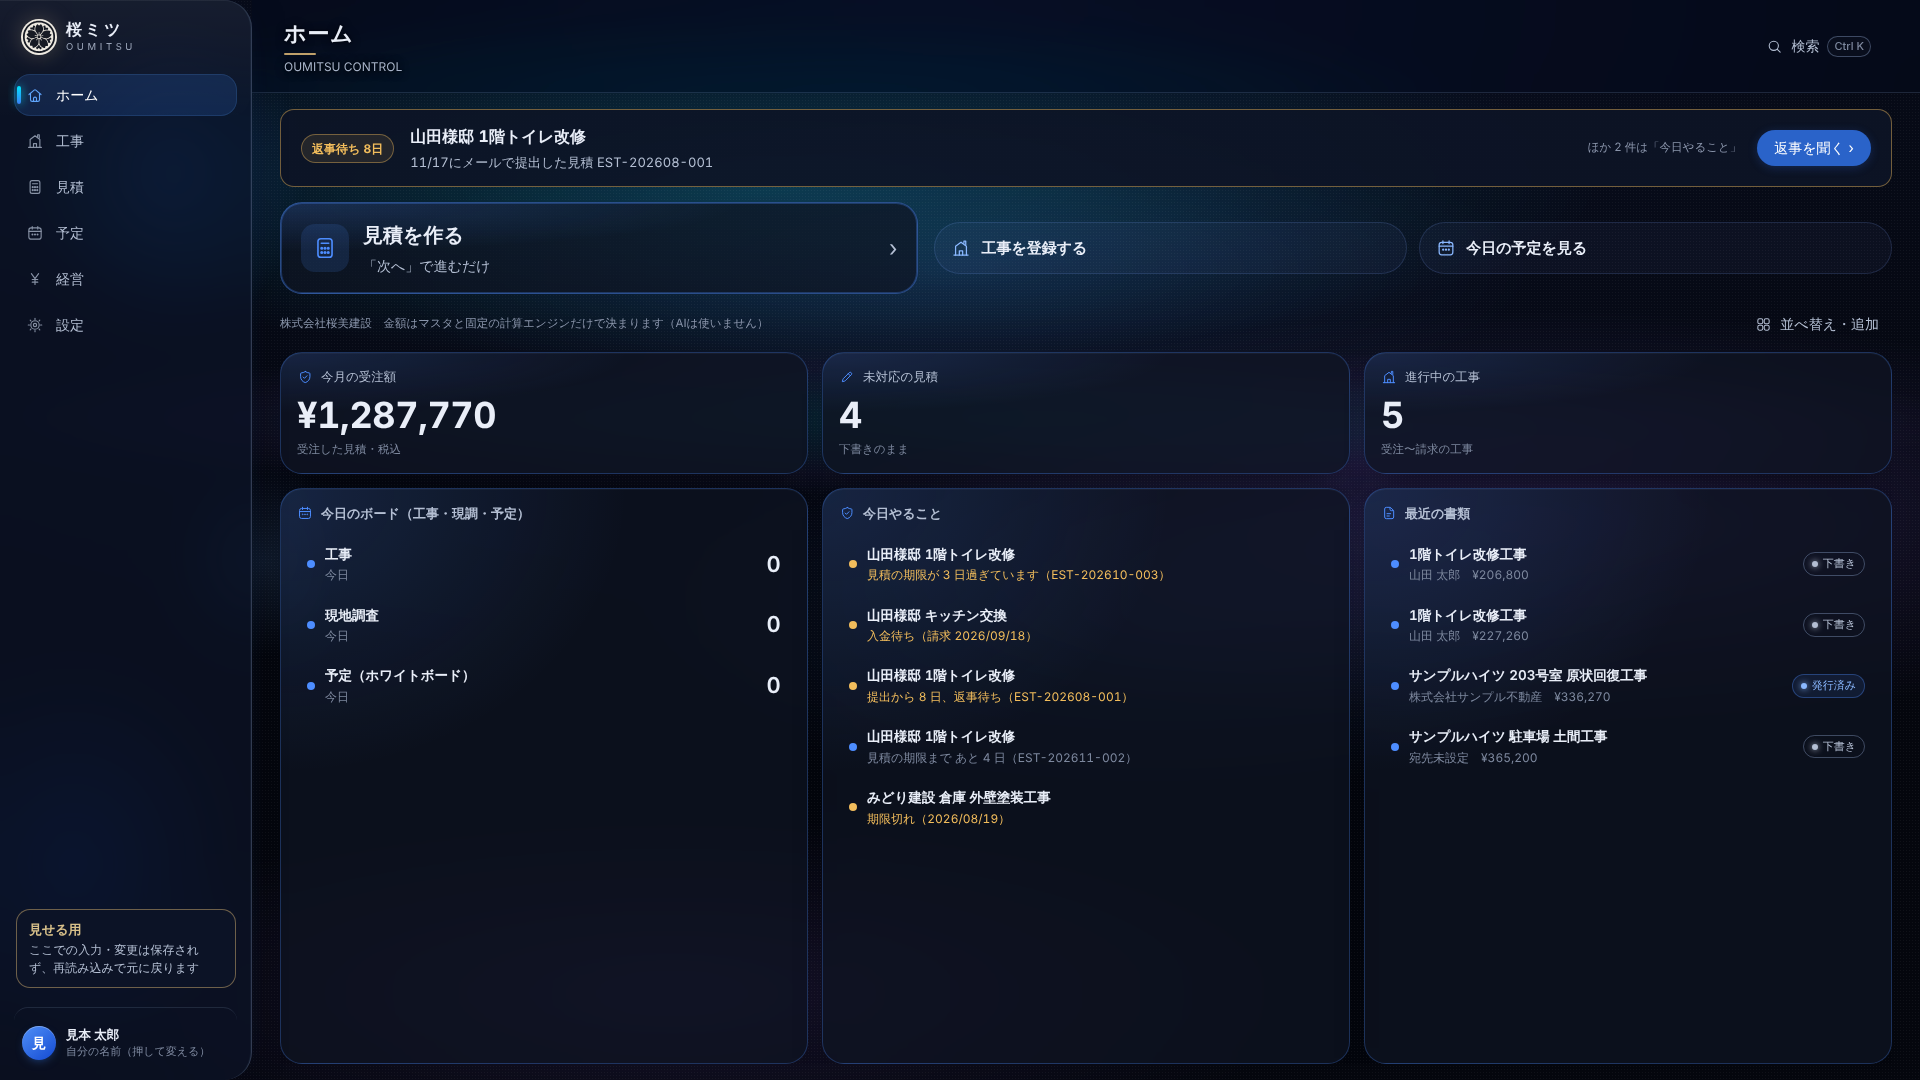 桜ミツ
OUMITSU
ホーム
工事
見積
予定
経営
設定
見せる用
ここでの入力・変更は保存され
ず、再読み込みで元に戻ります
見
見本 太郎
自分の名前（押して変える）
ホーム
OUMITSU CONTROL
検索 Ctrl K
返事待ち 8日
山田様邸 1階トイレ改修
11/17にメールで提出した見積 EST-202608-001
ほか 2 件は「今日やること」
返事を聞く ›
見積を作る
「次へ」で進むだけ
工事を登録する
今日の予定を見る
株式会社桜美建設　金額はマスタと固定の計算エンジンだけで決まります（AIは使いません）
並べ替え・追加
今月の受注額
¥1,287,770
受注した見積・税込
未対応の見積
4
下書きのまま
進行中の工事
5
受注〜請求の工事
今日のボード（工事・現調・予定）
工事
今日
0
現地調査
今日
0
予定（ホワイトボード）
今日
0
今日やること
山田様邸 1階トイレ改修
見積の期限が 3 日過ぎています（EST-202610-003）
山田様邸 キッチン交換
入金待ち（請求 2026/09/18）
山田様邸 1階トイレ改修
提出から 8 日、返事待ち（EST-202608-001）
山田様邸 1階トイレ改修
見積の期限まで あと 4 日（EST-202611-002）
みどり建設 倉庫 外壁塗装工事
期限切れ（2026/08/19）
最近の書類
1階トイレ改修工事
山田 太郎　¥206,800
下書き
1階トイレ改修工事
山田 太郎　¥227,260
下書き
サンプルハイツ 203号室 原状回復工事
株式会社サンプル不動産　¥336,270
発行済み
サンプルハイツ 駐車場 土間工事
宛先未設定　¥365,200
下書き